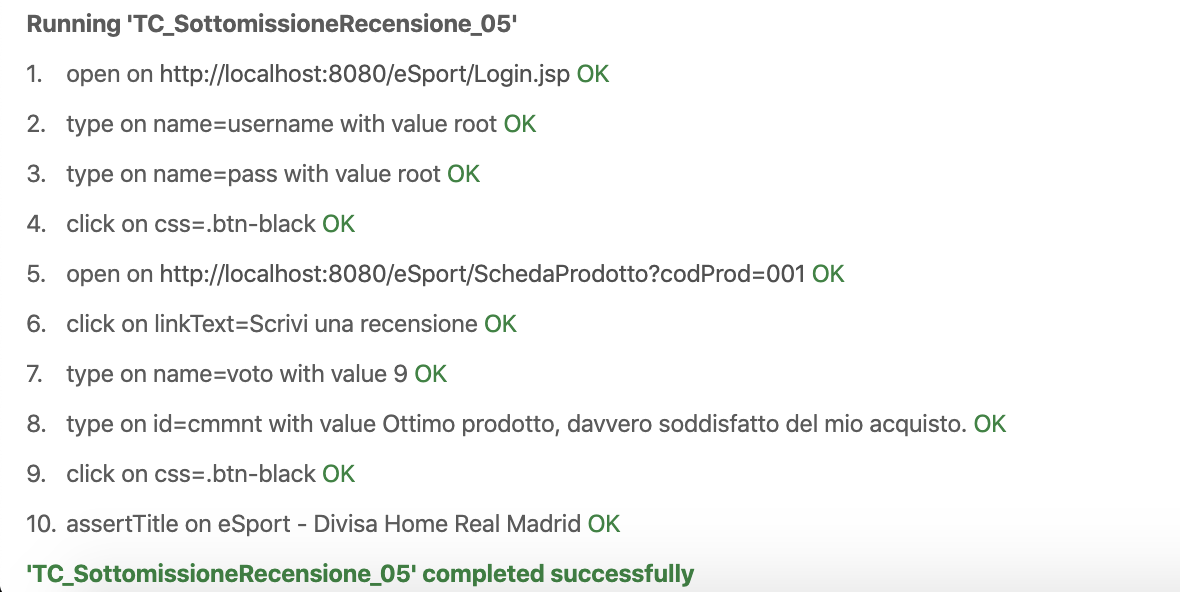 Running 'TC_SottomissioneRecensione_05'
1. open on http://localhost:8080/eSport/Login.jsp OK
2. type on name=username with value root OK
3. type on name=pass with value root OK
4. click on css=.btn-black OK
5. open on http://localhost:8080/eSport/SchedaProdotto?codProd=001 OK
6. click on linkText=Scrivi una recensione OK
7. type on name=voto with value 9 OK
8. type on id=cmmnt with value Ottimo prodotto, davvero soddisfatto del mio acquisto. OK
9. click on css=.btn-black OK
10. assertTitle on eSport - Divisa Home Real Madrid OK
'TC_SottomissioneRecensione_05' completed successfully